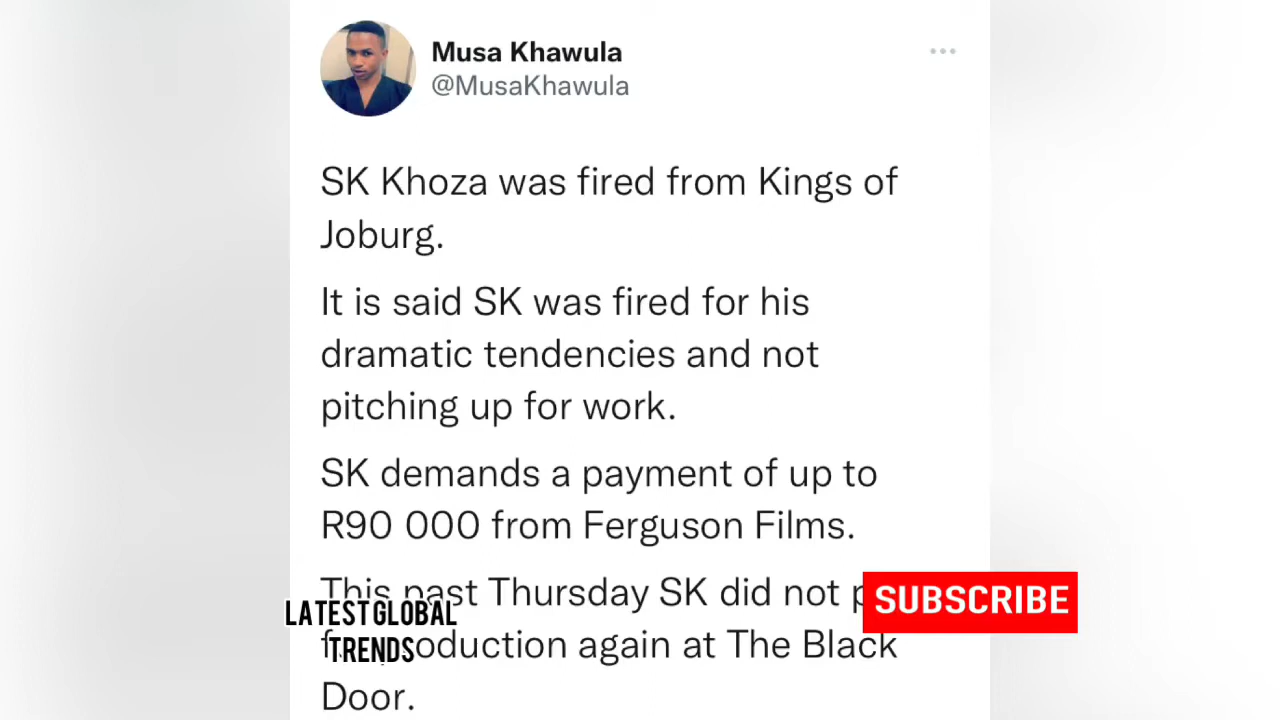 Musa Khawula
@MusaKhawula
SK Khoza was fired from Kings of
Joburg.
It is said SK was fired for his
dramatic tendencies and not
pitching up for work.
SK demands a payment of up to
R90 000 from Ferguson Films.
This past Thursday SK did not
SUBSCRIBE
LATEST GLOBAL
TRENDS
again at The Black
Door.